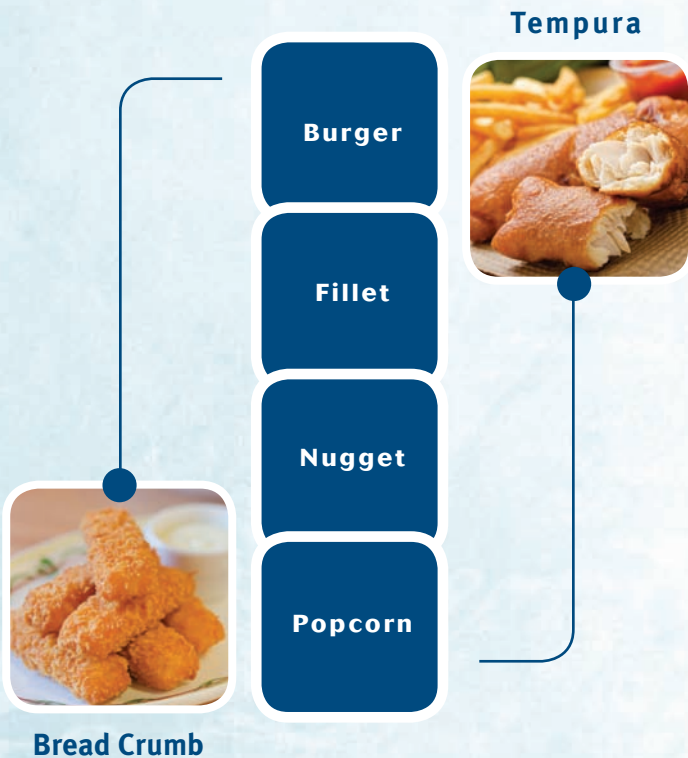 Tempura
Burger
Fillet
Nugget
Popcorn
Bread Crumb